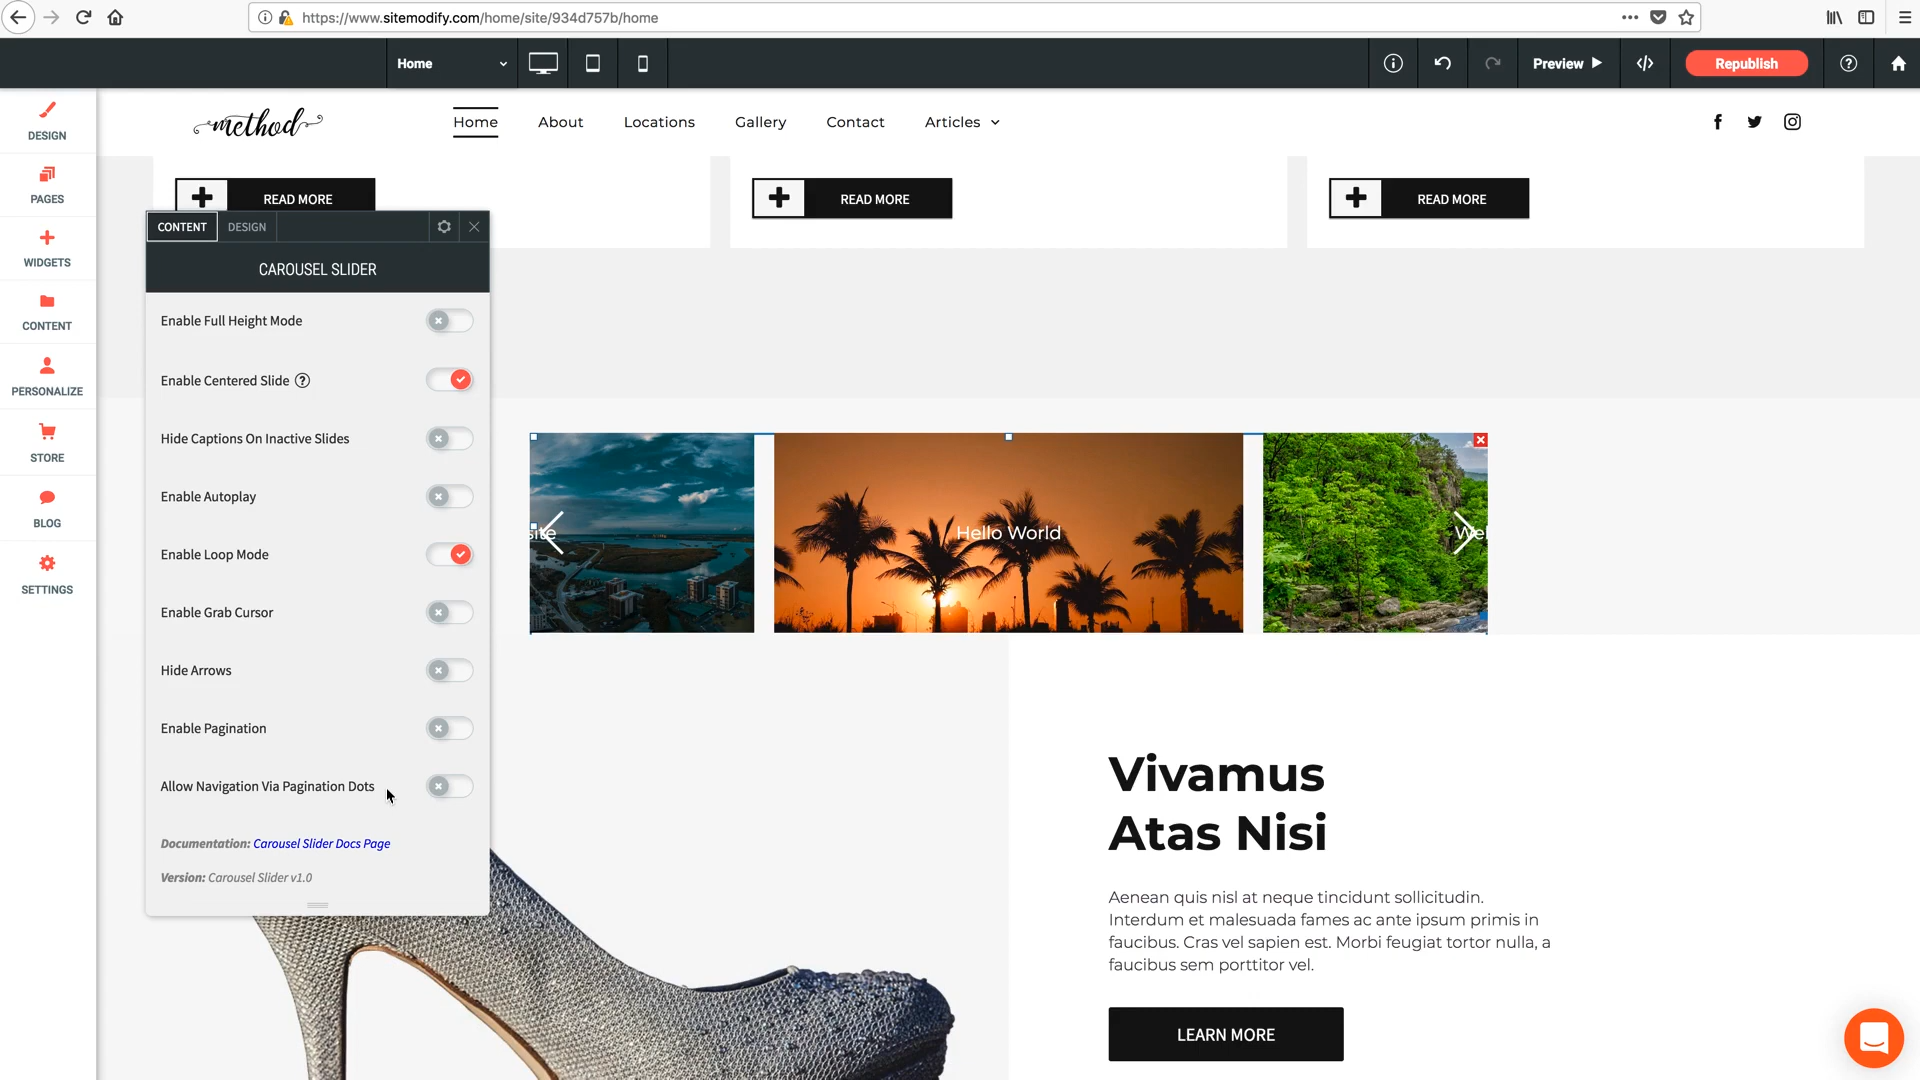 https://www.sitemodify.com/home/site/934d757b/home
Home
Preview
Republish
DESIGN
PAGES
WIDGETS
CONTENT
PERSONALIZE
STORE
BLOG
SETTINGS
method
Home
About
Locations
Gallery
Contact
Articles
READ MORE
READ MORE
READ MORE
CONTENT
DESIGN
CAROUSEL SLIDER
Enable Full Height Mode
Enable Centered Slide
Hide Captions On Inactive Slides
Enable Autoplay
Enable Loop Mode
Enable Grab Cursor
Hide Arrows
Enable Pagination
Allow Navigation Via Pagination Dots
Documentation: Carousel Slider Docs Page
Version: Carousel Slider v1.0
site
Hello World
Wel
Vivamus
Atas Nisi
Aenean quis nisl at neque tincidunt sollicitudin.
Interdum et malesuada fames ac ante ipsum primis in
faucibus. Cras vel sapien est. Morbi feugiat tortor nulla, a
faucibus sem porttitor vel.
LEARN MORE